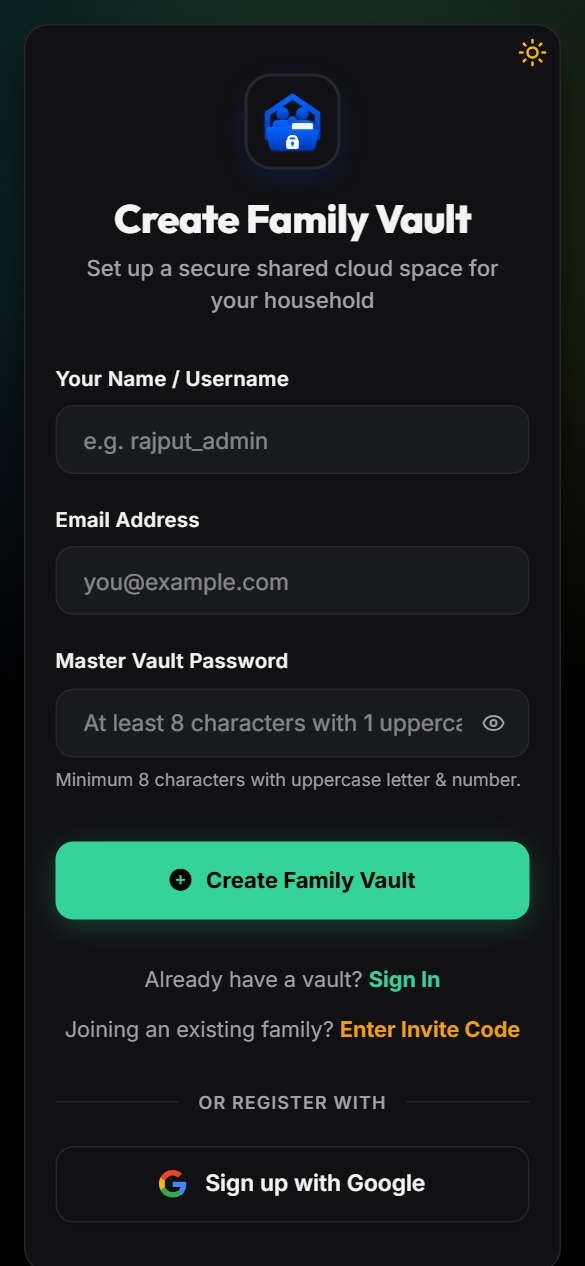 Create Family Vault
Set up a secure shared cloud space for
your household
Your Name / Username
e.g. rajput_admin
Email Address
you@example.com
Master Vault Password
At least 8 characters with 1 upperca
Minimum 8 characters with uppercase letter & number.
Create Family Vault
Already have a vault? Sign In
Joining an existing family? Enter Invite Code
OR REGISTER WITH
Sign up with Google